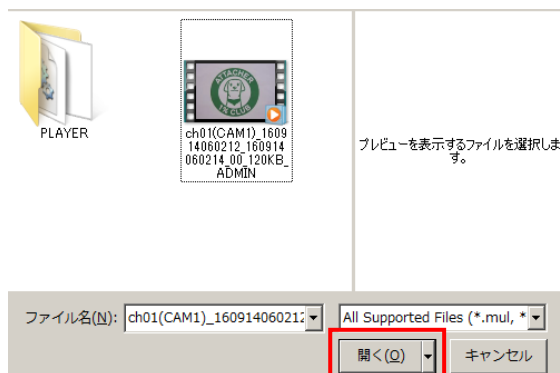 ATTACHER
1% CLUB
PLAYER
ch01(CAM1)_1609
14060212_160914
060214_00_120KB_
ADMIN
プレビューを表示するファイルを選択しま
す。
ファイル名(N): ch01(CAM1)_160914060212 All Supported Files (*.mul, *
開く(O) キャンセル